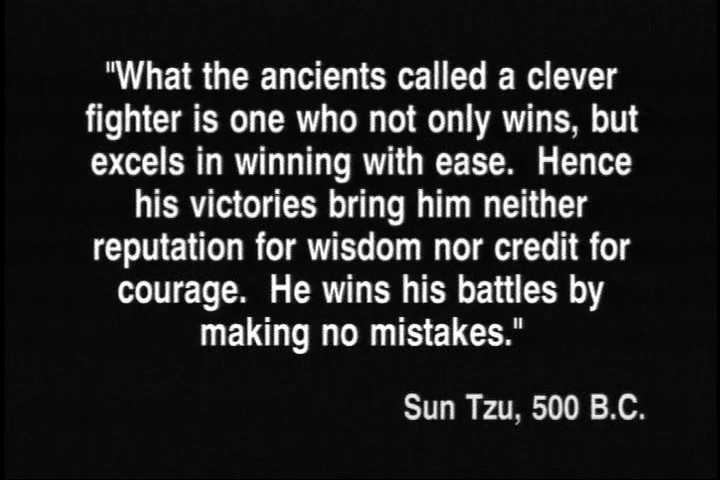 "What the ancients called a clever
fighter is one who not only wins, but
excels in winning with ease.  Hence
his victories bring him neither
reputation for wisdom nor credit for
courage.  He wins his battles by
making no mistakes."
Sun Tzu, 500 B.C.